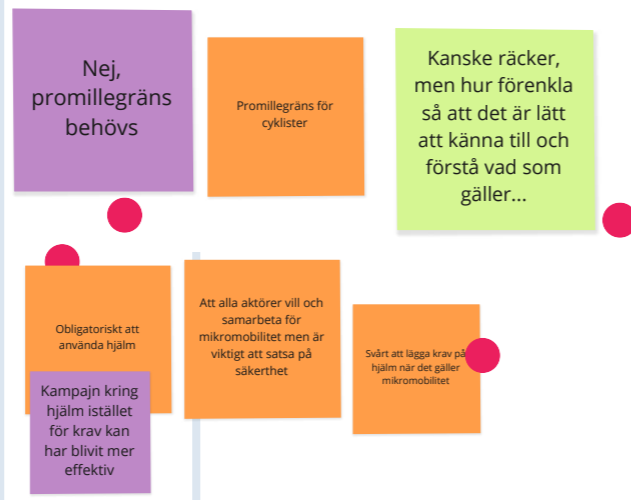 Nej,
promillegräns
behövs
Promillegräns för
cyklister
Kanske räcker,
men hur förenkla
så att det är lätt
att känna till och
förstå vad som
gäller...
Obligatoriskt att
använda hjälm
Kampajn kring
hjälm istället
för krav kan
har blivit mer
effektiv
Att alla aktörer vill och
samarbeta för
mikromobilitet men är
viktigt att satsa på
säkerthet
Svårt att lägga krav på
hjälm när det gäller
mikromobilitet